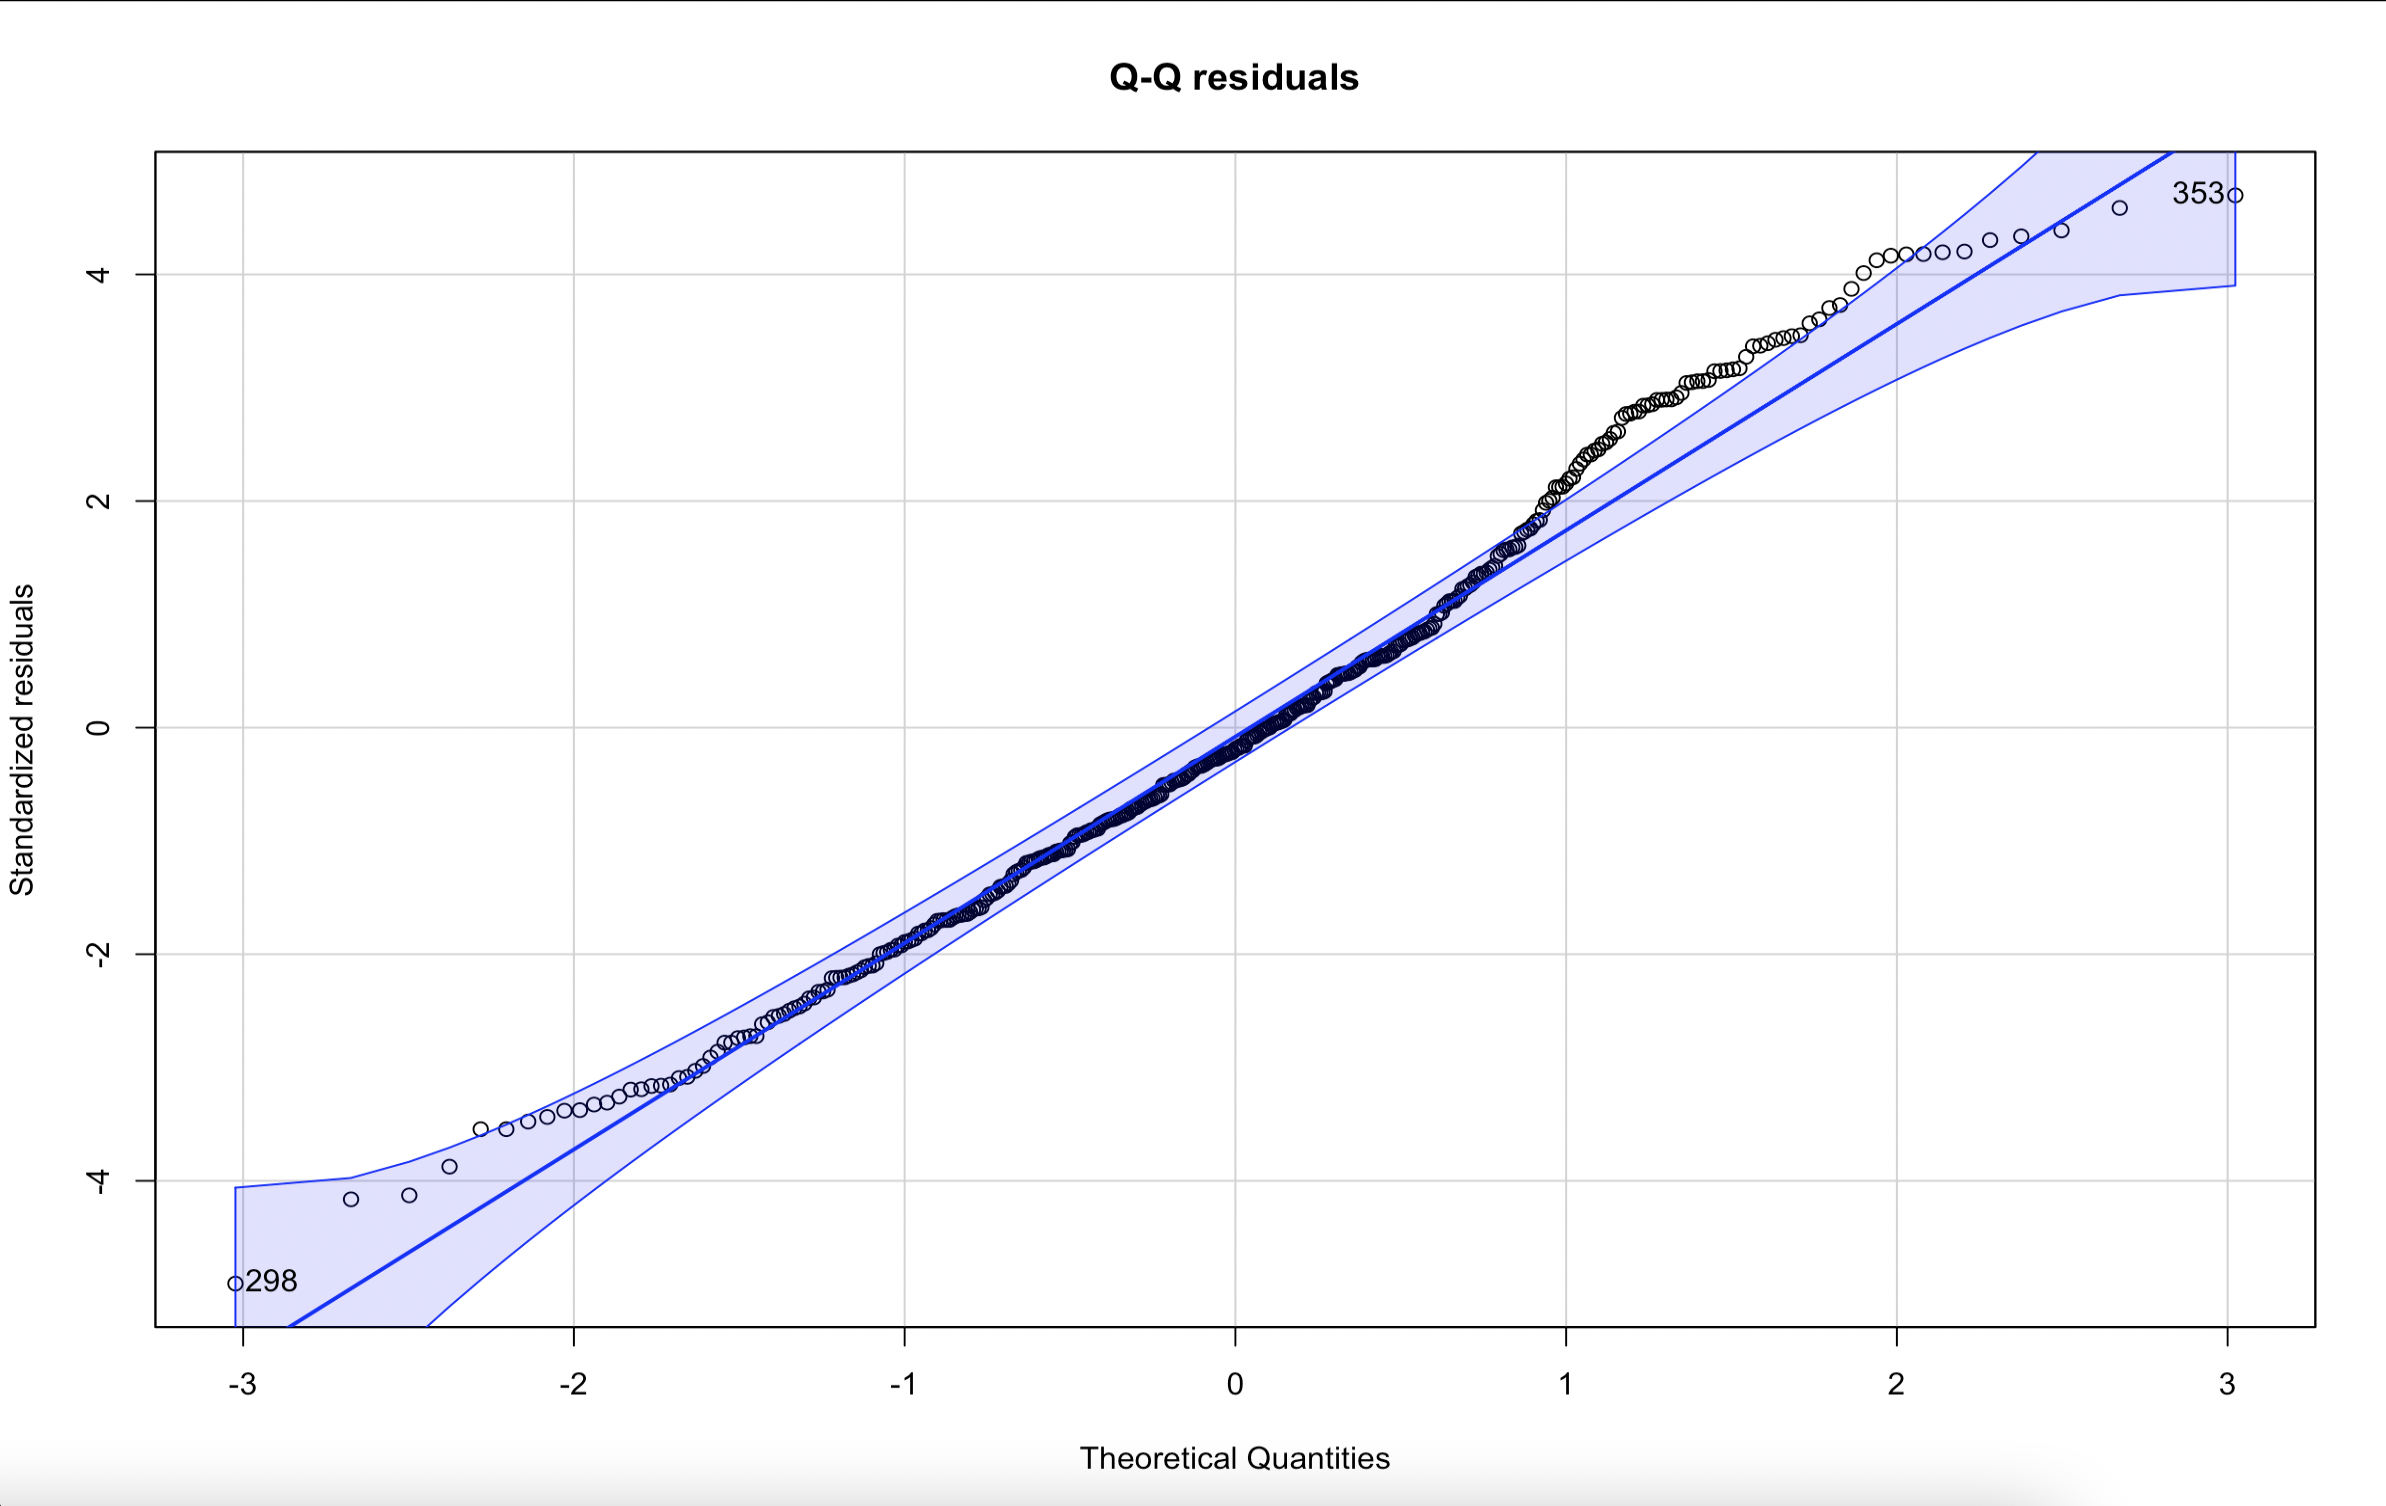 Q-Q residuals
353
4
2
0
-2
-4
Standardized residuals
298
-3 -2 -1 0 1 2 3
Theoretical Quantities